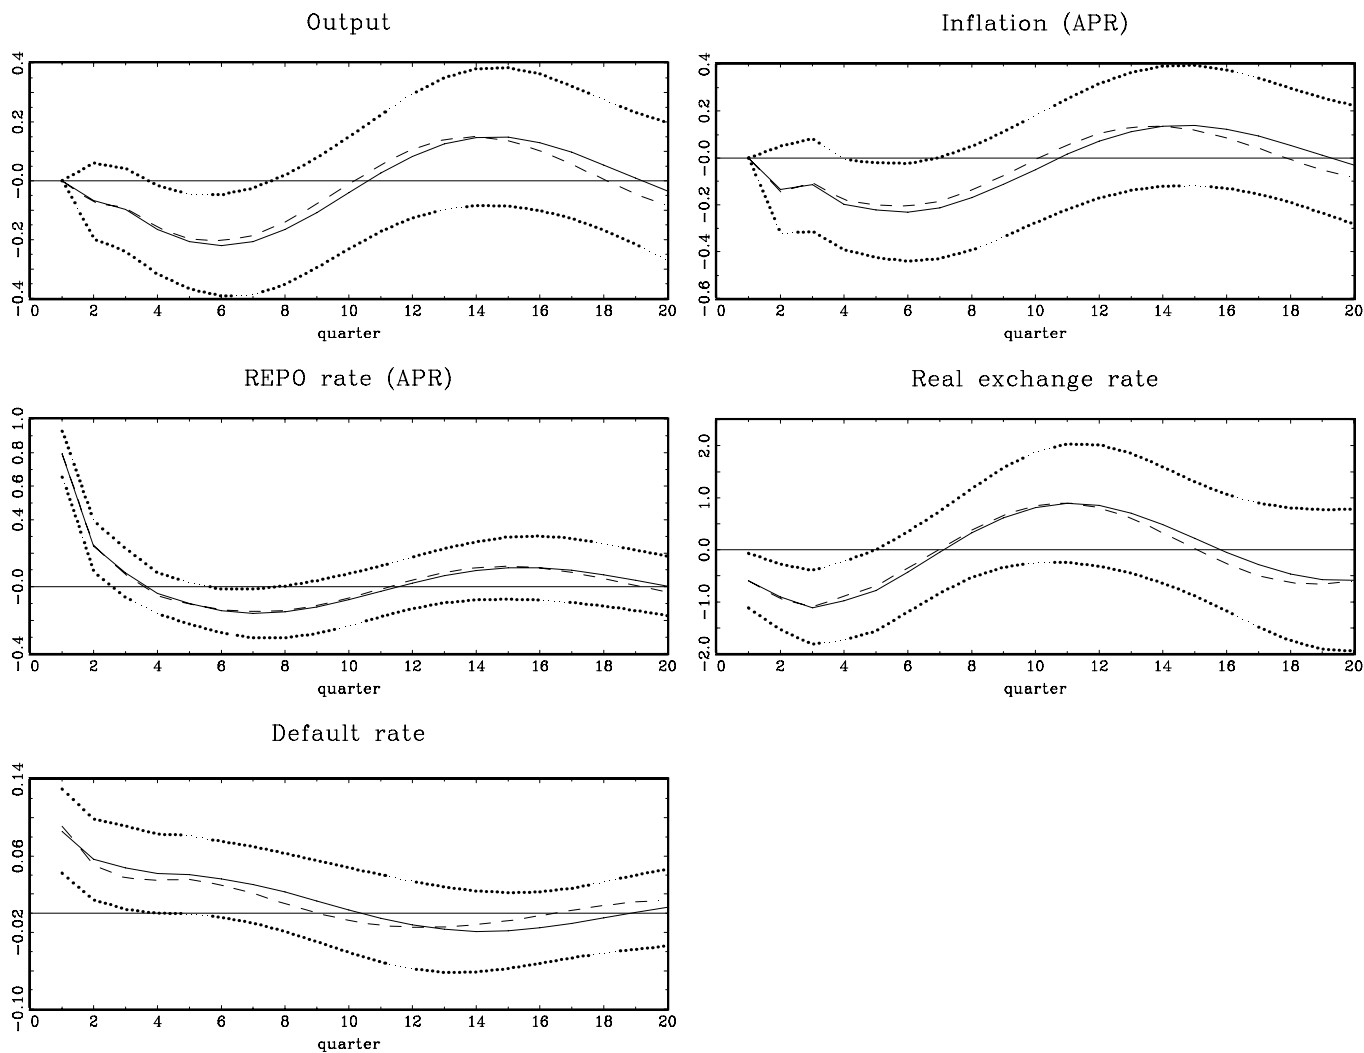 Output
0.4
0.2
-0.0
-0.2
-0.4
0 2 4 6 8 10 12 14 16 18 20
quarter
Inflation (APR)
0.4
0.2
-0.0
-0.2
-0.4
-0.6
0 2 4 6 8 10 12 14 16 18 20
quarter
REPO rate (APR)
1.0
0.8
0.6
0.4
-0.0
-0.4
0 2 4 6 8 10 12 14 16 18 20
quarter
Real exchange rate
2.0
1.0
0.0
-1.0
-2.0
0 2 4 6 8 10 12 14 16 18 20
quarter
Default rate
0.14
0.06
-0.02
-0.10
0 2 4 6 8 10 12 14 16 18 20
quarter